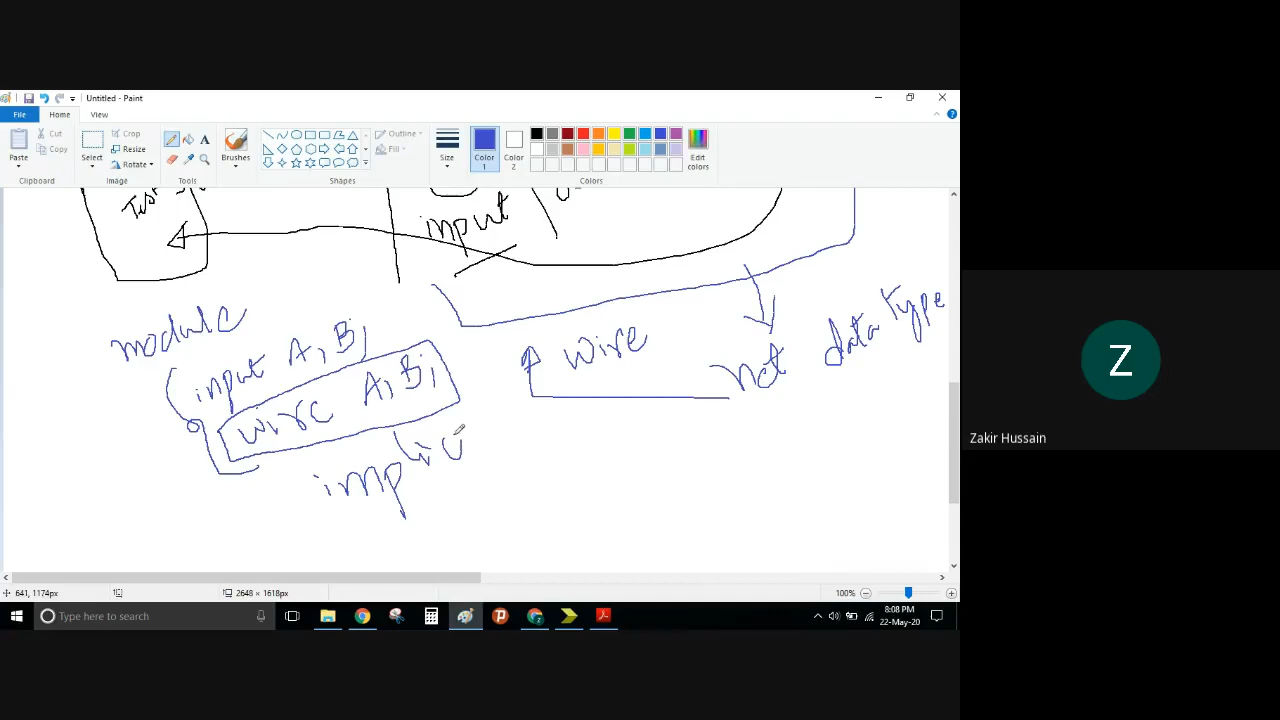 Untitled - Paint
File Home View
Cut
Copy
Paste
Clipboard
Crop
Resize
Rotate
Select
Image
Tools
Brushes
Shapes
Outline
Fill
Size
Color 1
Color 2
Edit colors
Colors
Test
input
module
input A, B;
wire A, B;
implic
wire
net data type
Z
Zakir Hussain
641, 1174px
2648 × 1618px
100%
Type here to search
8:08 PM
22-May-20